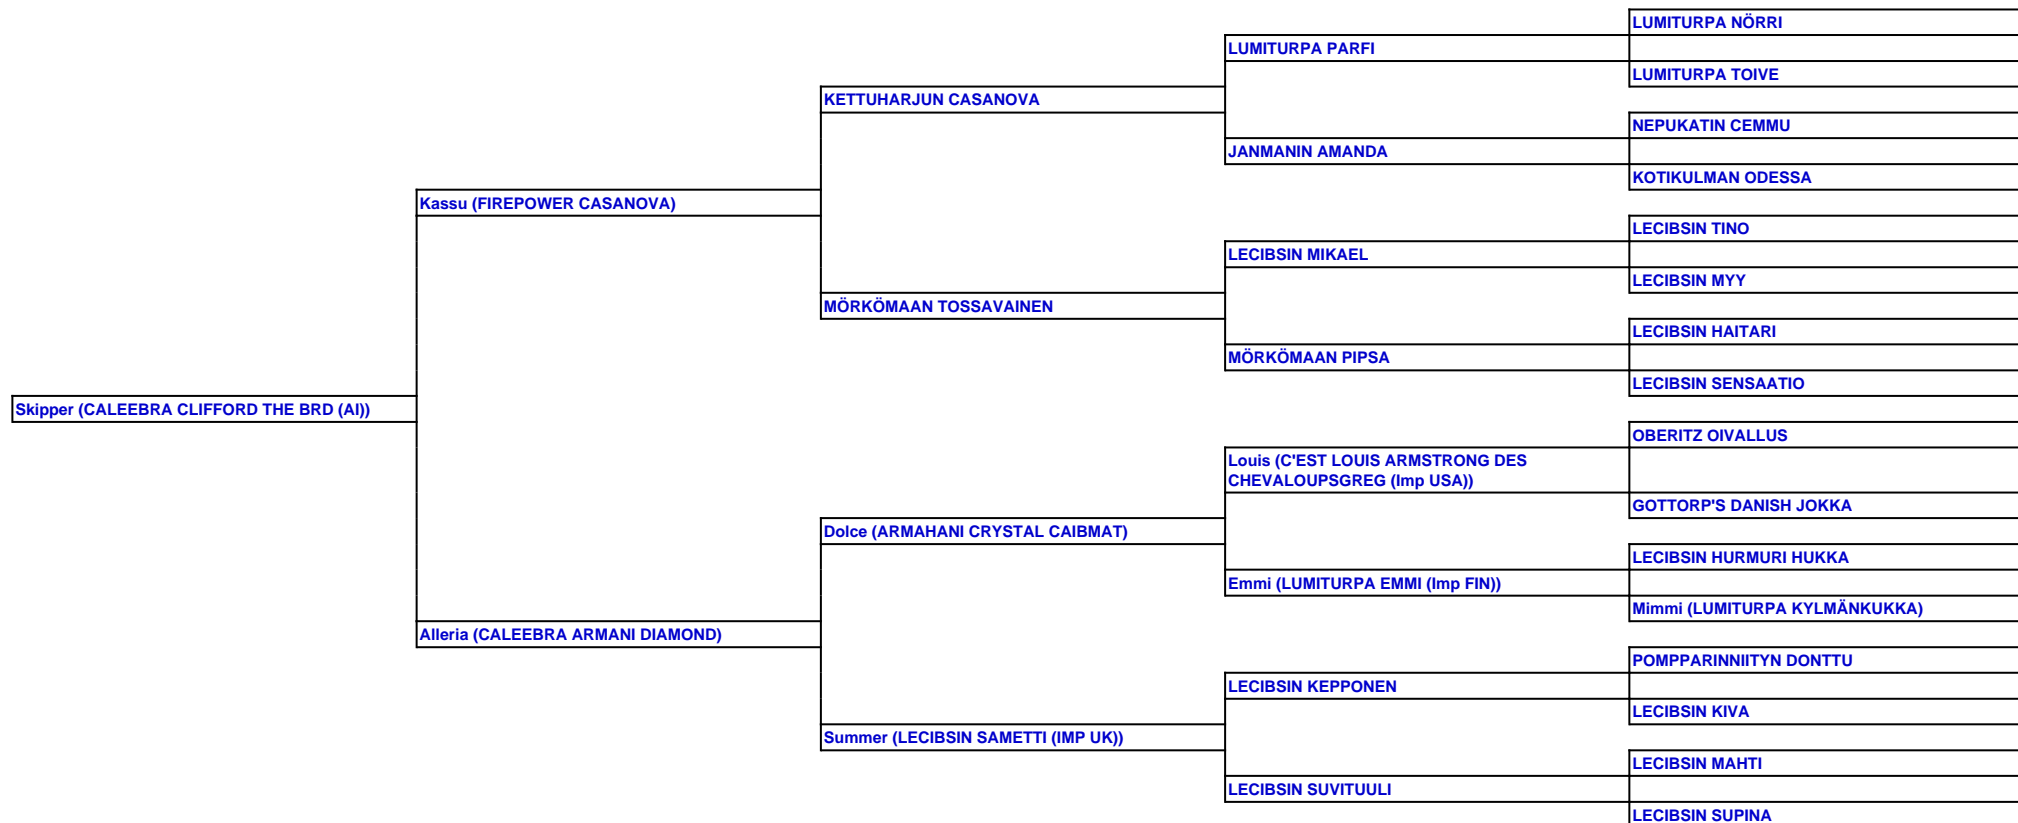 LUMITURPA NÖRRI
LUMITURPA PARFI
LUMITURPA TOIVE
KETTUHARJUN CASANOVA
NEPUKATIN CEMMU
JANMANIN AMANDA
KOTIKULMAN ODESSA
Kassu (FIREPOWER CASANOVA)
LECIBSIN TINO
LECIBSIN MIKAEL
LECIBSIN MYY
MÖRKÖMAAN TOSSAVAINEN
LECIBSIN HAITARI
MÖRKÖMAAN PIPSA
LECIBSIN SENSAATIO
Skipper (CALEEBRA CLIFFORD THE BRD (AI))
OBERITZ OIVALLUS
Louis (C'EST LOUIS ARMSTRONG DES
CHEVALOUPSGREG (Imp USA))
GOTTORP'S DANISH JOKKA
Dolce (ARMAHANI CRYSTAL CAIBMAT)
LECIBSIN HURMURI HUKKA
Emmi (LUMITURPA EMMI (Imp FIN))
Mimmi (LUMITURPA KYLMÄNKUKKA)
Alleria (CALEEBRA ARMANI DIAMOND)
POMPPARINNIITYN DONTTU
LECIBSIN KEPPONEN
LECIBSIN KIVA
Summer (LECIBSIN SAMETTI (IMP UK))
LECIBSIN MAHTI
LECIBSIN SUVITUULI
LECIBSIN SUPINA